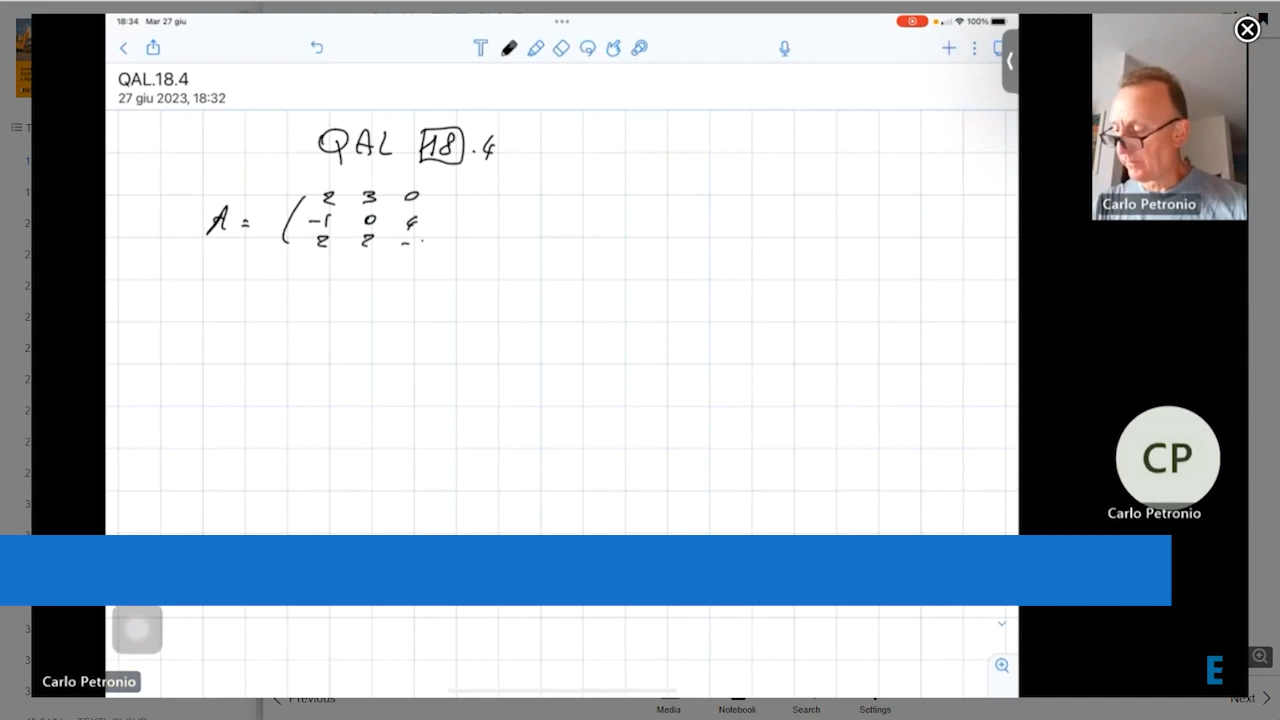 18:34 Mar 27 giu
100%
QAL.18.4
27 giu 2023, 18:32
QAL 18.4
A = ( 2 3 0
-1 0 4
2 2 -
Carlo Petronio
CP
Carlo Petronio
Carlo Petronio
E
Previous
Media Notebook Search Settings
Next